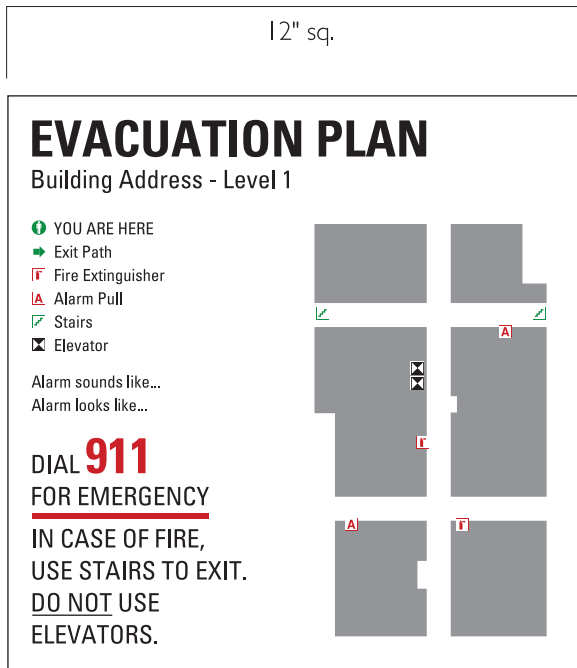 12" sq.
EVACUATION PLAN
Building Address - Level 1
YOU ARE HERE
Exit Path
Fire Extinguisher
A Alarm Pull
Stairs
Elevator
Alarm sounds like...
Alarm looks like...
DIAL 911
FOR EMERGENCY
IN CASE OF FIRE,
USE STAIRS TO EXIT.
DO NOT USE
ELEVATORS.
A
A